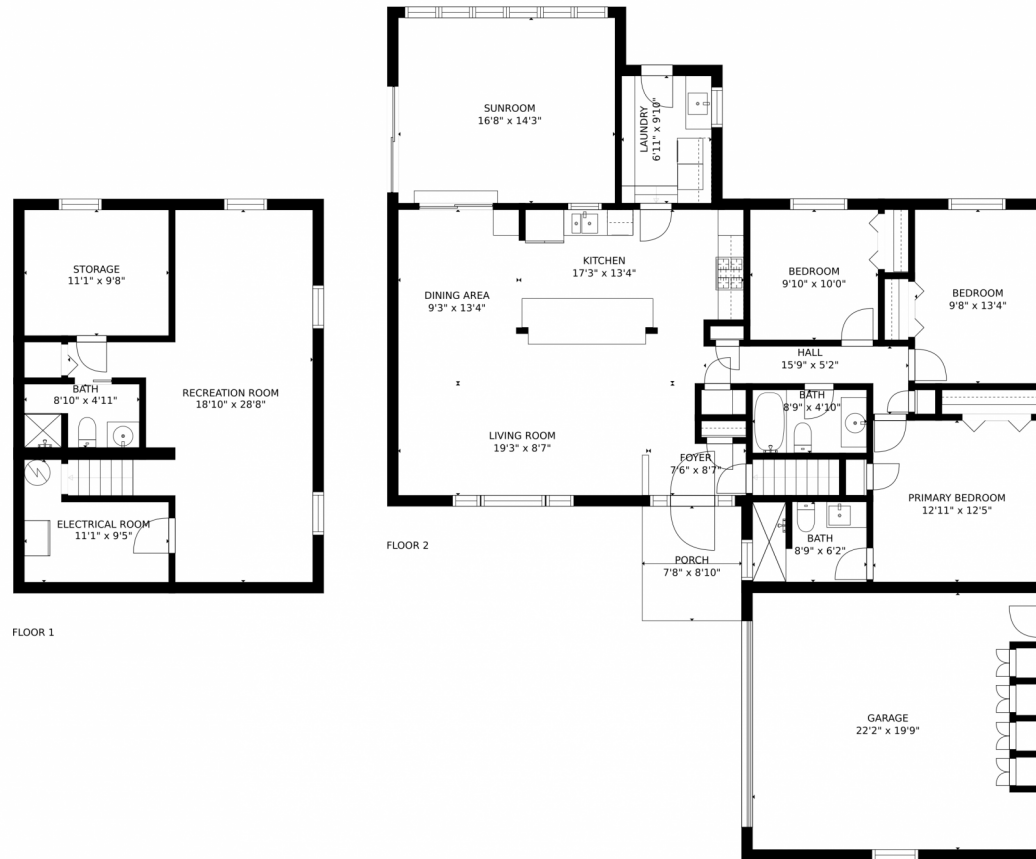 SUNROOM
16'8" x 14'3"
LAUNDRY
6'11" x 9'10"
STORAGE
11'1" x 9'8"
RECREATION ROOM
18'10" x 28'8"
BATH
8'10" x 4'11"
ELECTRICAL ROOM
11'1" x 9'5"
FLOOR 1
KITCHEN
17'3" x 13'4"
DINING AREA
9'3" x 13'4"
BEDROOM
9'10" x 10'0"
BEDROOM
9'8" x 13'4"
HALL
15'9" x 5'2"
BATH
8'9" x 4'10"
LIVING ROOM
19'3" x 8'7"
FOYER
7'6" x 8'7"
PRIMARY BEDROOM
12'11" x 12'5"
BATH
8'9" x 6'2"
FLOOR 2
PORCH
7'8" x 8'10"
GARAGE
22'2" x 19'9"